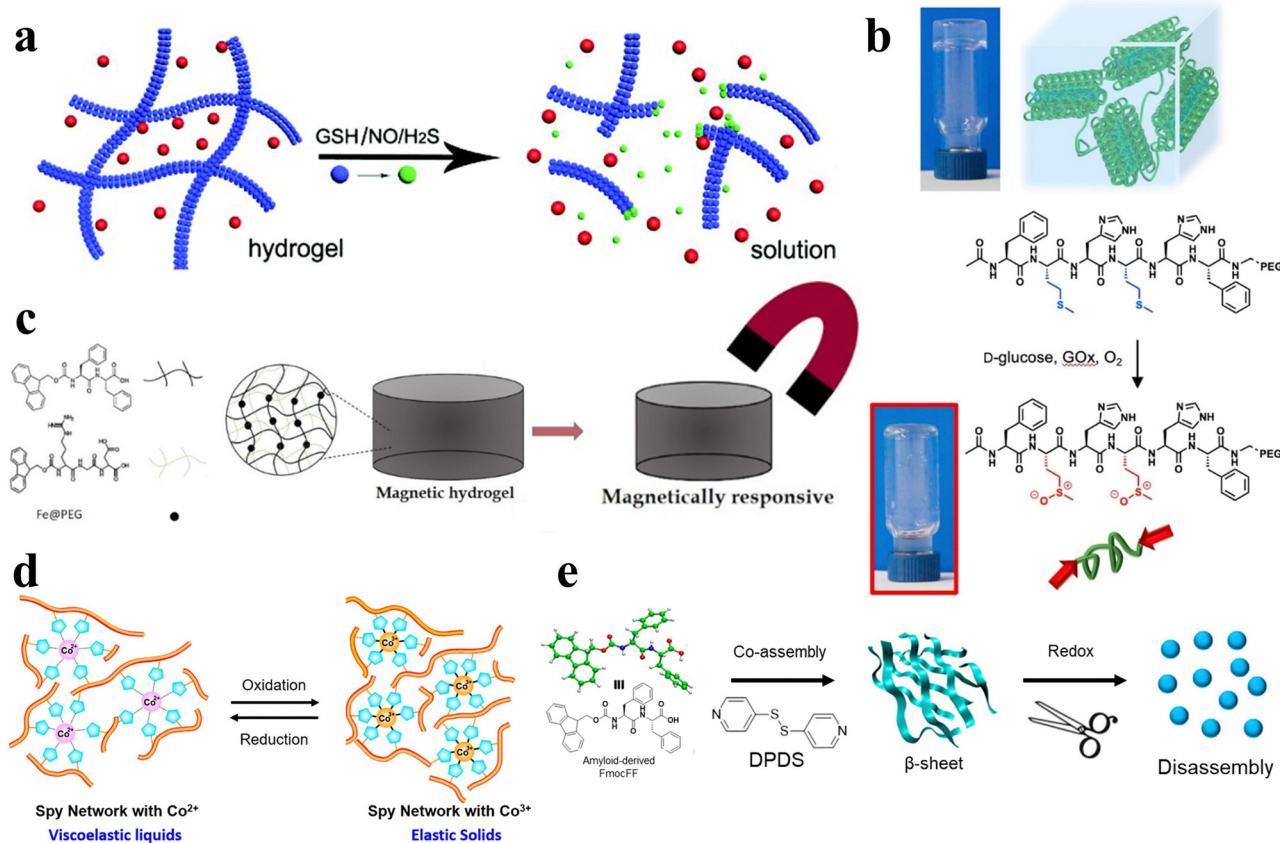 a
GSH/NO/H2S
hydrogel
solution
b
N
NH
N
NH
O
O
O
O
N
H
H
N
N
H
H
N
N
H
H
N
N
H
PEG
O
O
O
S
S
D-glucose, GOx, O2
N
NH
N
NH
O
O
O
O
N
H
H
N
N
H
H
N
N
H
H
N
N
H
PEG
O
O
O
⊖O
S⊕
⊖O
S⊕
c
Fe@PEG
Magnetic hydrogel
Magnetically responsive
d
Co2+
Co2+
Co2+
Oxidation
Reduction
Co3+
Co3+
Co3+
Co3+
Spy Network with Co2+
Viscoelastic liquids
Spy Network with Co3+
Elastic Solids
e
III
Amyloid-derived
FmocFF
Co-assembly
N
S
S
N
DPDS
β-sheet
Redox
Disassembly